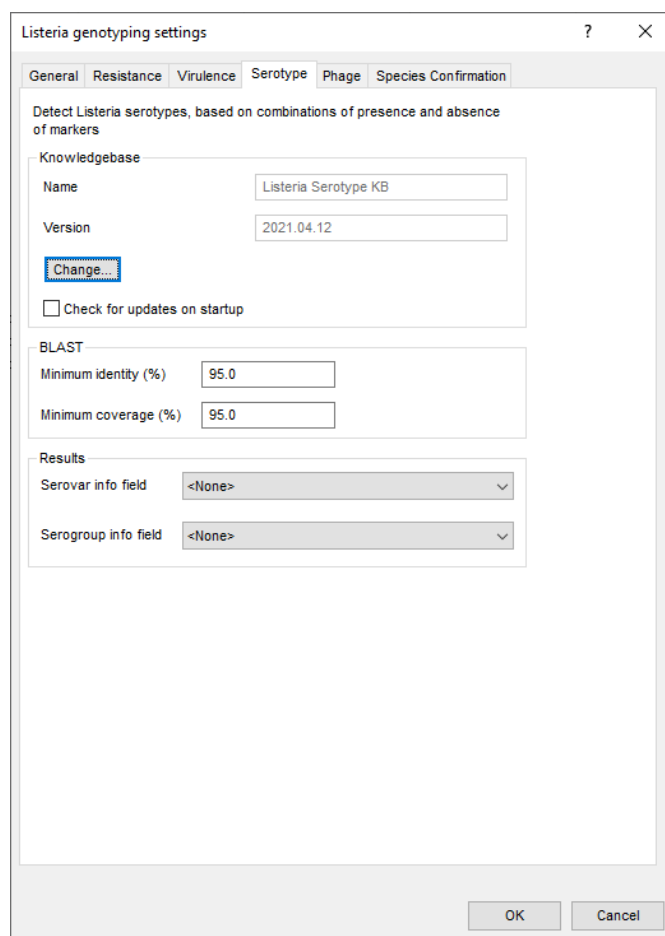 Listeria genotyping settings ?
General Resistance Virulence Serotype Phage Species Confirmation
Detect Listeria serotypes, based on combinations of presence and absence
of markers
Knowledgebase
Name Listeria Serotype KB
Version 2021.04.12
Change...
Check for updates on startup
BLAST
Minimum identity (%) 95.0
Minimum coverage (%) 95.0
Results
Serovar info field <None>
Serogroup info field <None>
OK Cancel